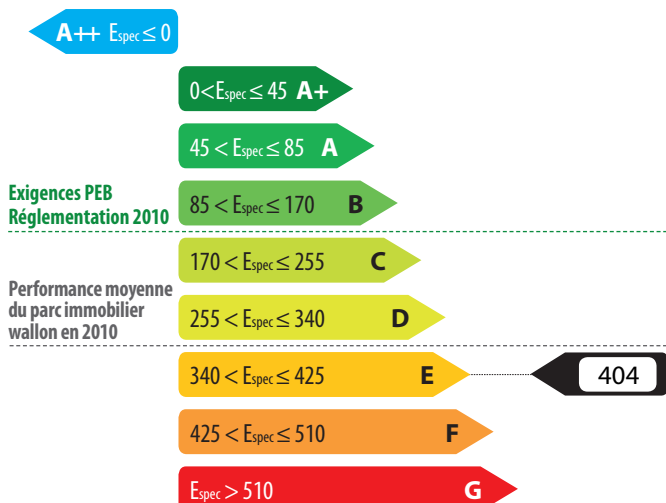 A++ Espec ≤ 0
0<Espec ≤ 45 A+
45 < Espec ≤ 85 A
Exigences PEB
Réglementation 2010
85 < Espec ≤ 170 B
170 < Espec ≤ 255 C
Performance moyenne
du parc immobilier
wallon en 2010
255 < Espec ≤ 340 D
340 < Espec ≤ 425 E
404
425 < Espec ≤ 510 F
Espec > 510 G